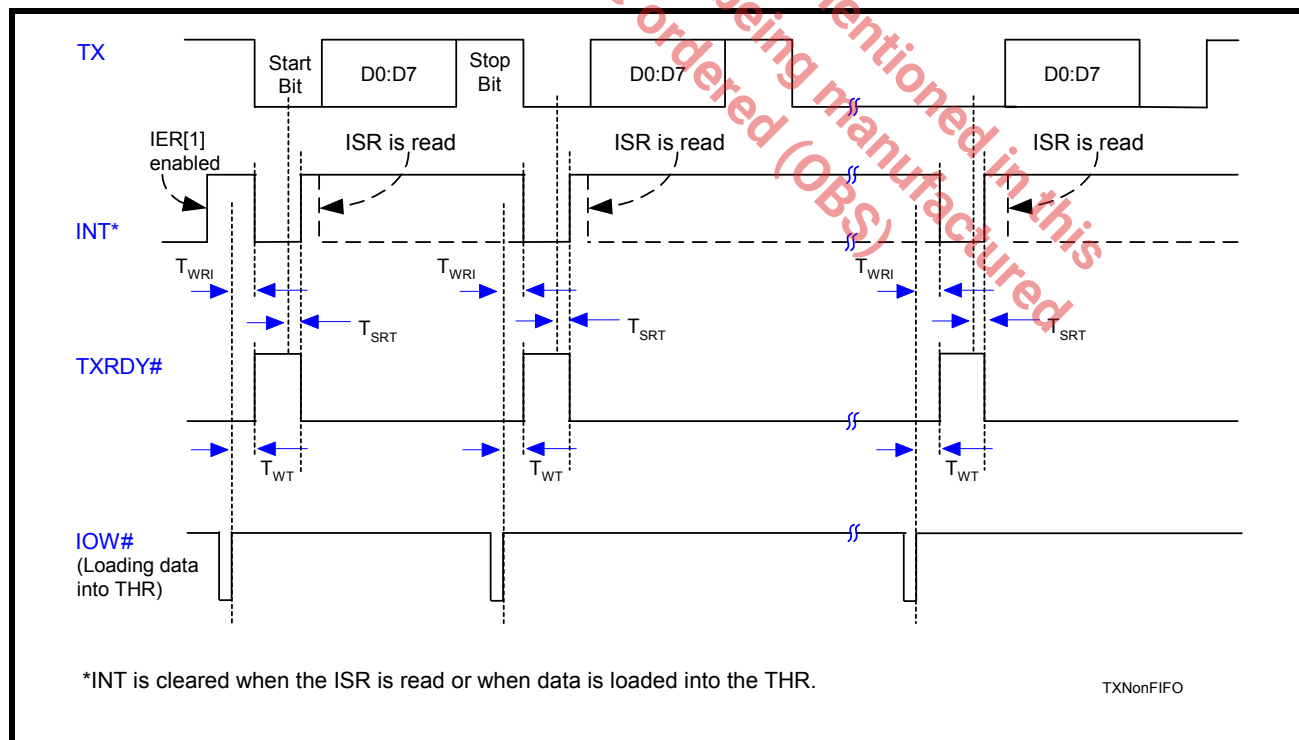 mentioned in this
being manufactured
ordered (OBS)
TX
Start Bit
D0:D7
Stop Bit
D0:D7
D0:D7
IER[1] enabled
ISR is read
ISR is read
ISR is read
INT*
TWRI
TWRI
TWRI
TSRT
TSRT
TSRT
TXRDY#
TWT
TWT
TWT
IOW#
(Loading data
into THR)
*INT is cleared when the ISR is read or when data is loaded into the THR.
TXNonFIFO